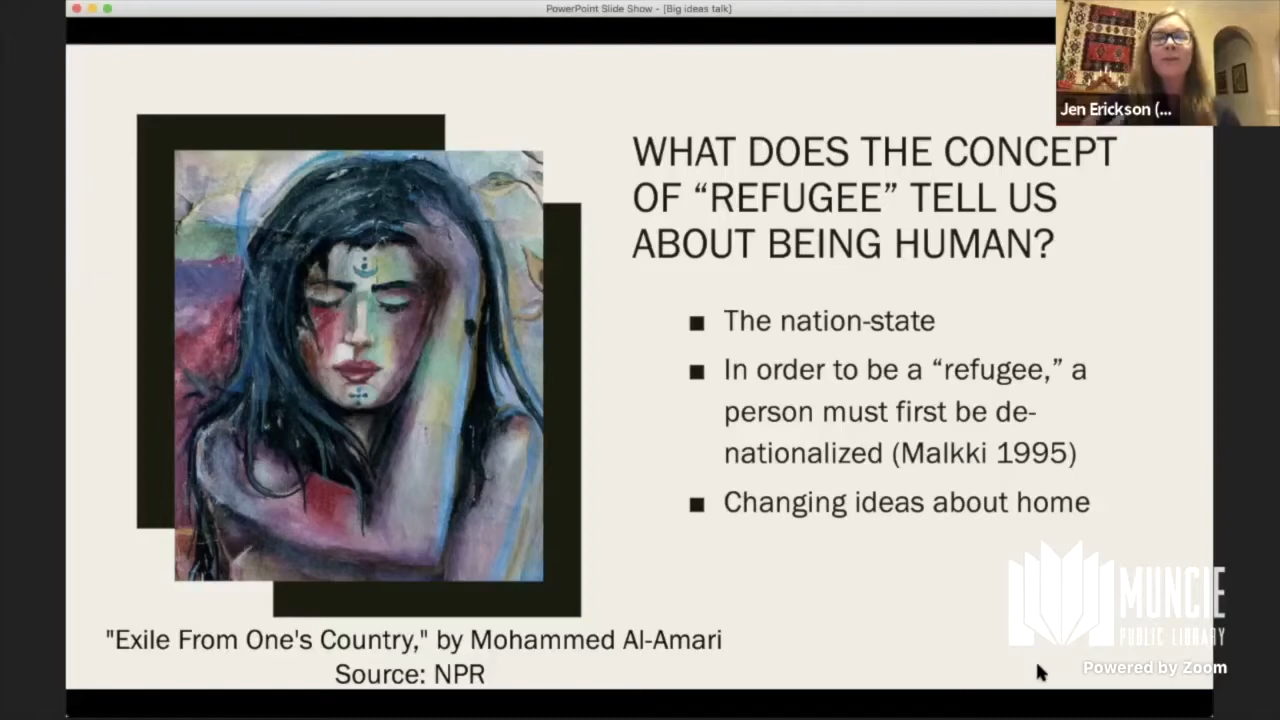 PowerPoint Slide Show - [Big ideas talk]
Jen Erickson (...
WHAT DOES THE CONCEPT
OF “REFUGEE” TELL US
ABOUT BEING HUMAN?
■ The nation-state
■ In order to be a “refugee,” a
person must first be de-
nationalized (Malkki 1995)
■ Changing ideas about home
"Exile From One's Country," by Mohammed Al-Amari
Source: NPR
MUNCIE
PUBLIC LIBRARY
Powered by Zoom